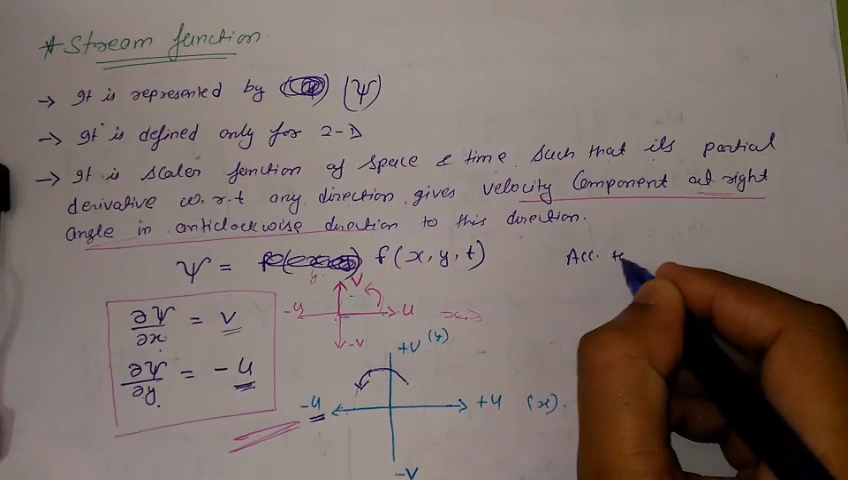 * Stream function
→ It is represented by (ψ)
→ It is defined only for 2-D
→ It is scalar function of space & time such that its partial
derivative w.r.t any direction gives velocity Component at right
angle in anticlockwise direction to this direction.
ψ = f(x, y, t)
Acc. to
y
V
-u
u
-v
∂ψ/∂x = v
∂ψ/∂y = -u
+v (y)
-u
+u (x).
-v